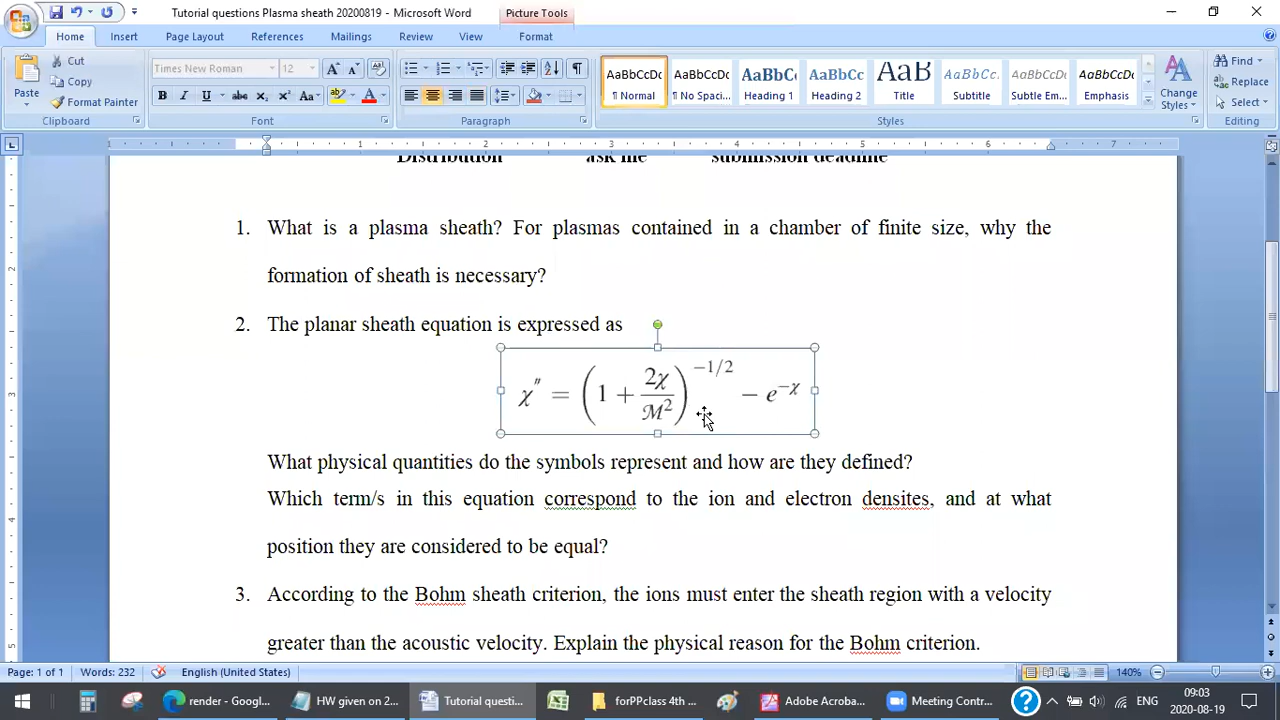 Tutorial questions Plasma sheath 20200819 - Microsoft Word
Picture Tools
Home Insert Page Layout References Mailings Review View Format
Paste
Cut
Copy
Format Painter
Clipboard
Times New Roman 12
Font
Paragraph
AaBbCcDc AaBbCcDc AaBbC AaBbCc AaB AaBbCc. AaBbCcDc AaBbCcDc
¶ Normal ¶ No Spaci... Heading 1 Heading 2 Title Subtitle Subtle Em... Emphasis
Change Styles
Styles
Find
Replace
Select
Editing
Distribution ask me submission deadline
1. What is a plasma sheath? For plasmas contained in a chamber of finite size, why the
formation of sheath is necessary?
2. The planar sheath equation is expressed as
χ″ = (1 + 2χ/ℳ²)^−1/2 − e^−χ
What physical quantities do the symbols represent and how are they defined?
Which term/s in this equation correspond to the ion and electron densites, and at what
position they are considered to be equal?
3. According to the Bohm sheath criterion, the ions must enter the sheath region with a velocity
greater than the acoustic velocity. Explain the physical reason for the Bohm criterion.
Page: 1 of 1 Words: 232 English (United States) 140%
render - Googl... HW given on 2... Tutorial questi... forPPclass 4th ... Adobe Acroba... Meeting Contr... ENG 09:03
2020-08-19